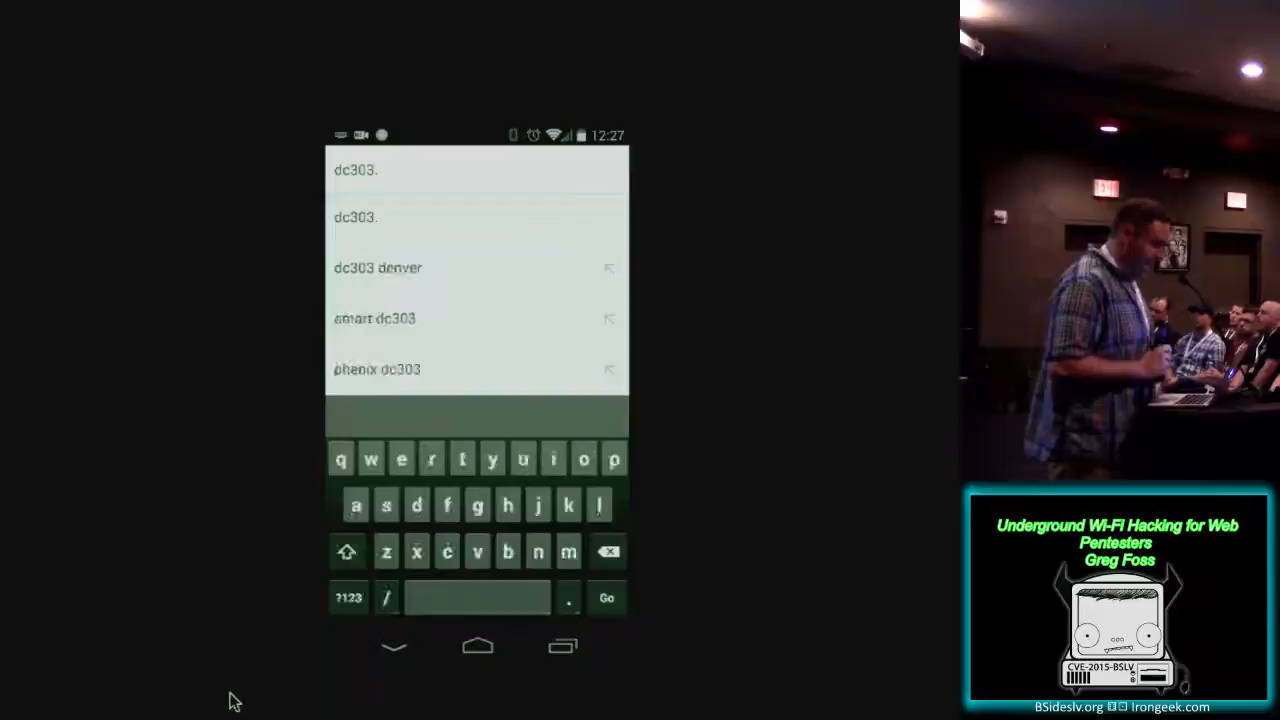 12:27
dc303.
dc303.
dc303 denver
smart dc303
phenix dc303
q w e r t y u i o p
a s d f g h j k l
z x c v b n m
?123 / . Go
EXIT
Underground Wi-Fi Hacking for Web
Pentesters
Greg Foss
CVE-2015-BSLV
BSideslv.org Irongeek.com